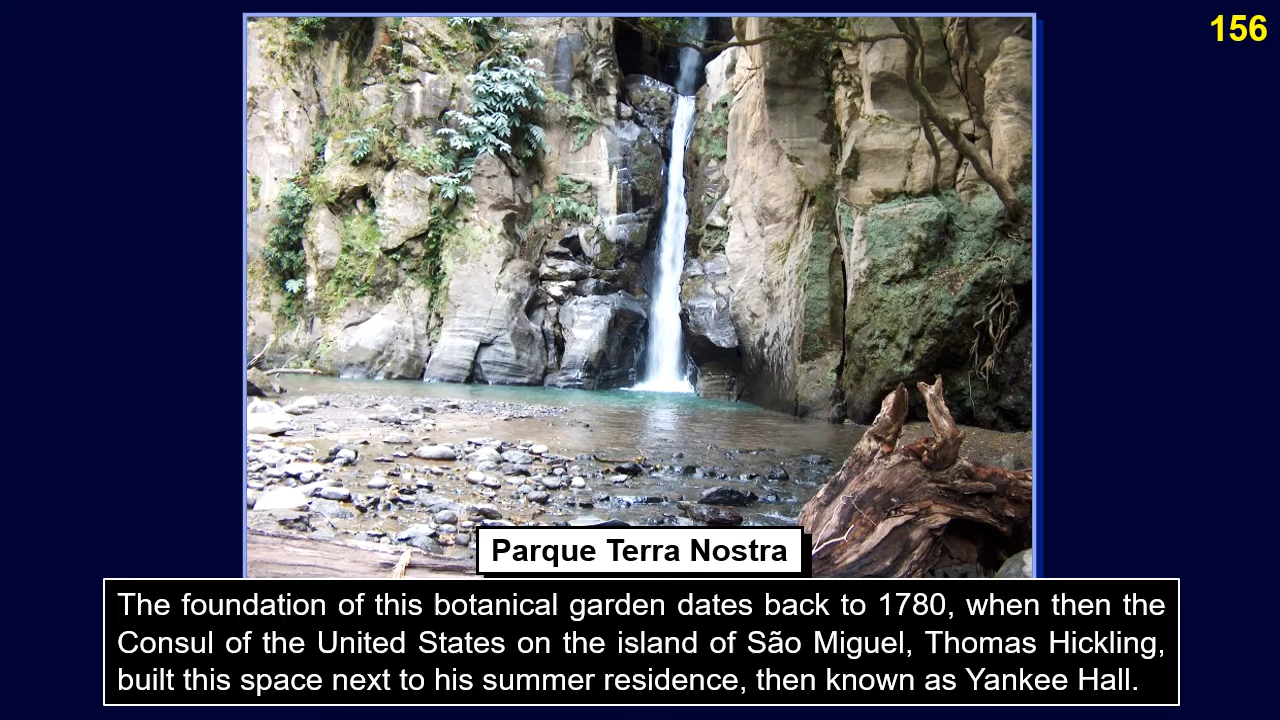 156
Parque Terra Nostra
The foundation of this botanical garden dates back to 1780, when then the
Consul of the United States on the island of São Miguel, Thomas Hickling,
built this space next to his summer residence, then known as Yankee Hall.